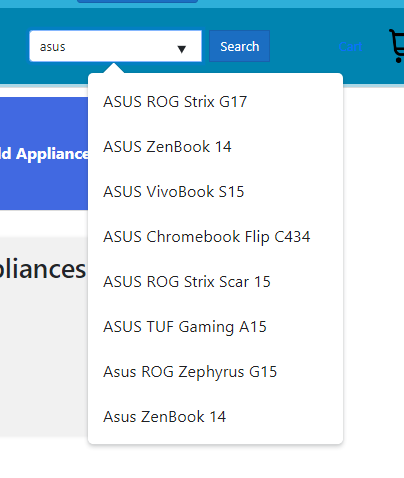 asus
Search
ASUS ROG Strix G17
ld Appliance
ASUS ZenBook 14
ASUS VivoBook S15
ASUS Chromebook Flip C434
pliances
ASUS ROG Strix Scar 15
ASUS TUF Gaming A15
Asus ROG Zephyrus G15
Asus ZenBook 14